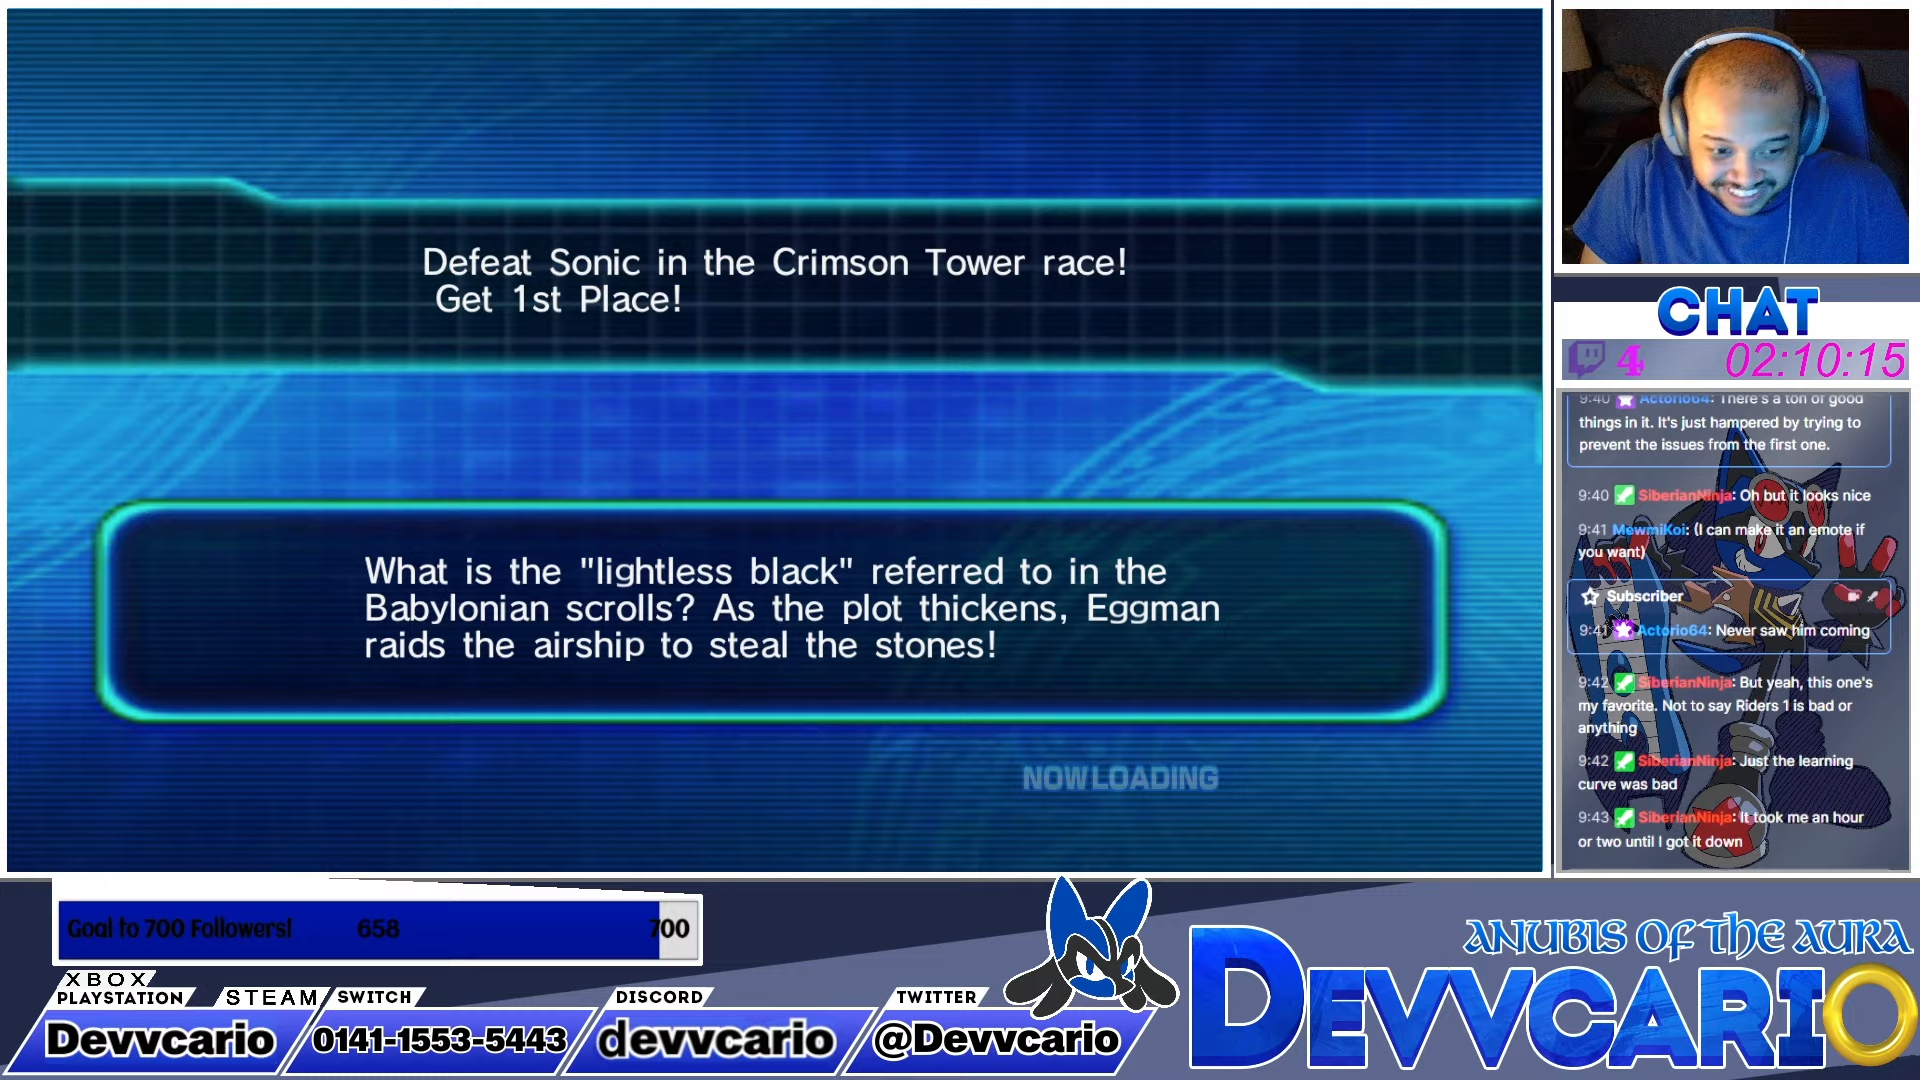 Defeat Sonic in the Crimson Tower race!
Get 1st Place!
What is the "lightless black" referred to in the
Babylonian scrolls? As the plot thickens, Eggman
raids the airship to steal the stones!
NOW LOADING
CHAT
4 02:10:15
9:40 Actorio64: There's a ton of good
things in it. It's just hampered by trying to
prevent the issues from the first one.
9:40 SiberianNinja: Oh but it looks nice
9:41 MewmiKoi: (I can make it an emote if
you want)
Subscriber
9:41 Actorio64: Never saw him coming
9:42 SiberianNinja: But yeah, this one's
my favorite. Not to say Riders 1 is bad or
anything
9:42 SiberianNinja: Just the learning
curve was bad
9:43 SiberianNinja: It took me an hour
or two until I got it down
Goal to 700 Followers! 658 700
XBOX
PLAYSTATION STEAM
Devvcario
SWITCH
0141-1553-5443
DISCORD
devvcario
TWITTER
@Devvcario
ANUBIS OF THE AURA
DEVVCARIO